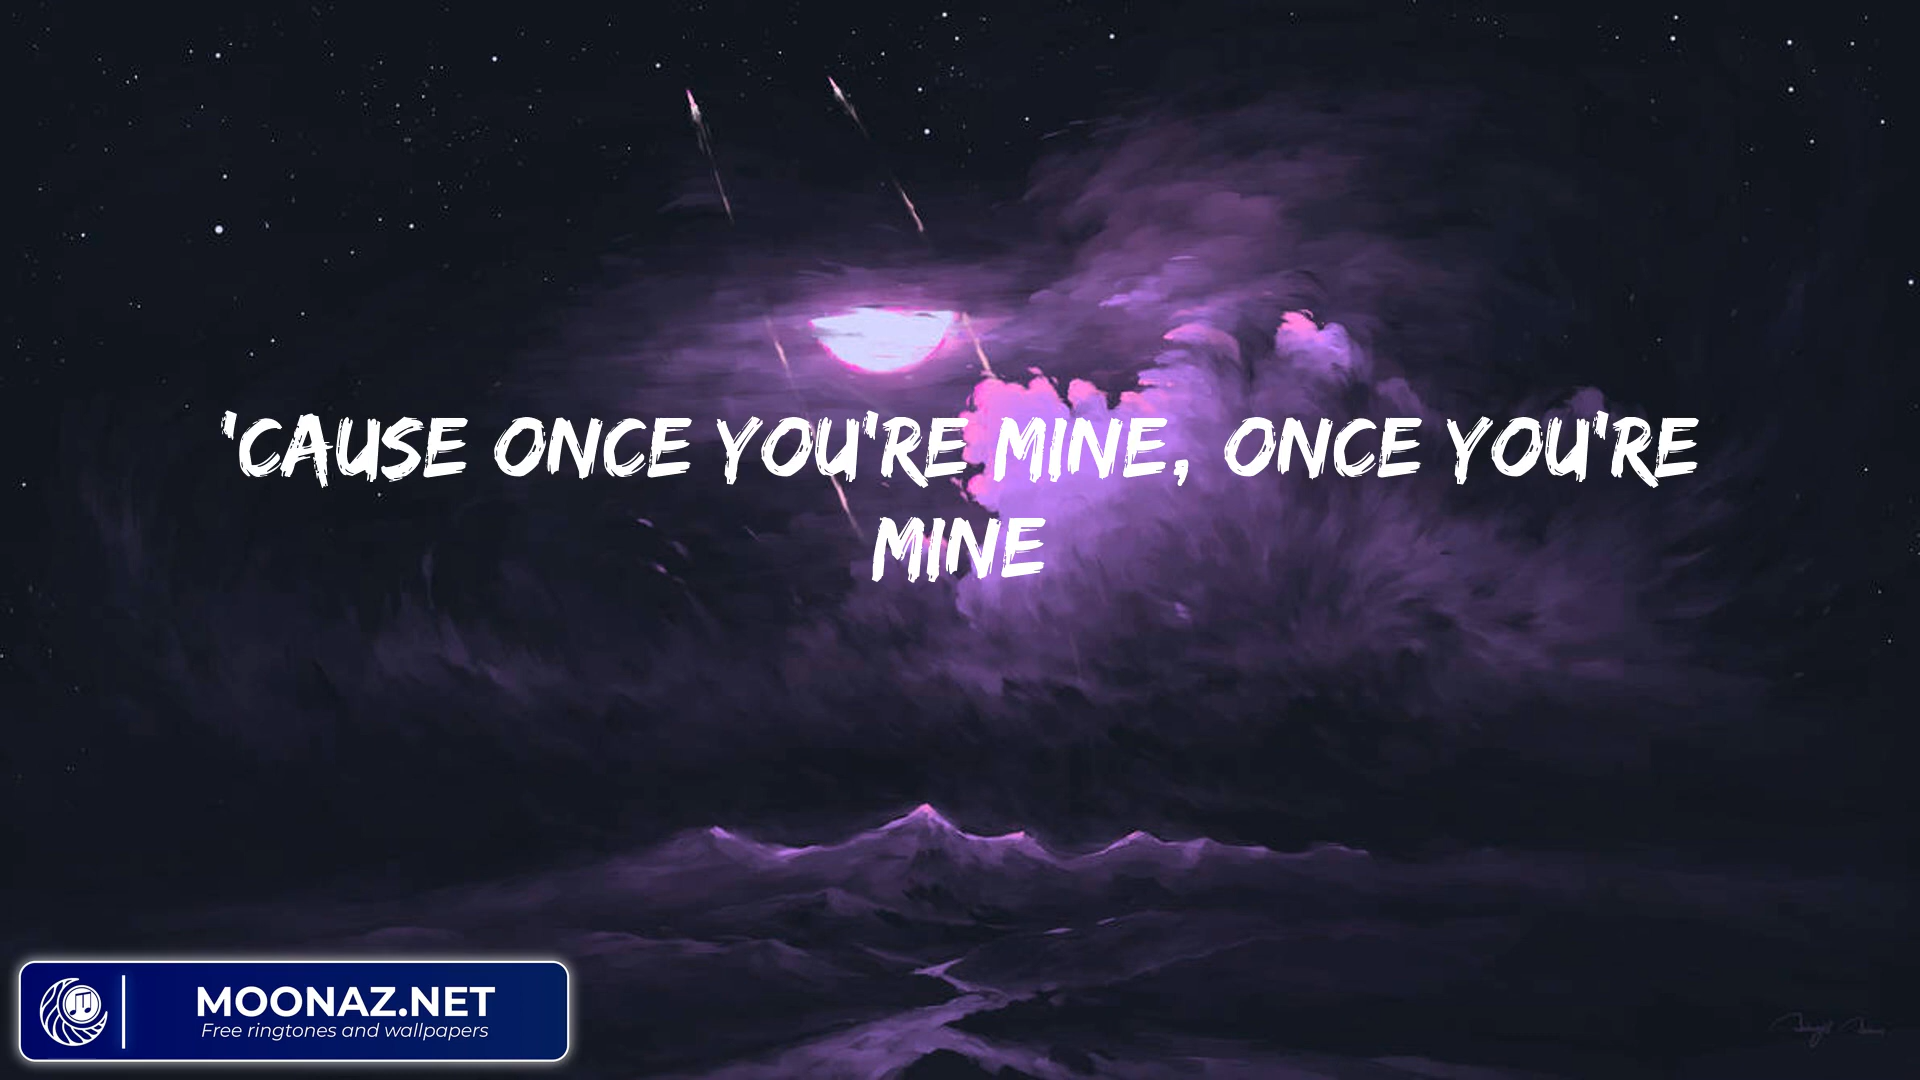 'CAUSE ONCE YOU'RE MINE, ONCE YOU'RE
MINE
MOONAZ.NET
Free ringtones and wallpapers